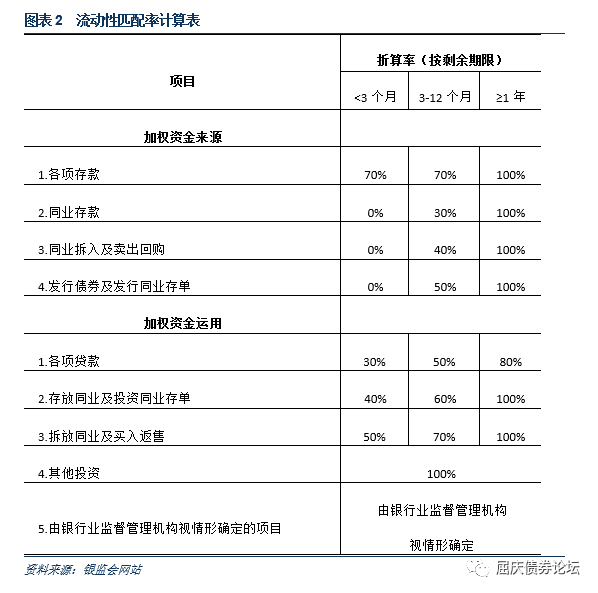 图表 2 流动性匹配率计算表
项目
折算率（按剩余期限）
<3 个月 3-12 个月 ≥1 年
加权资金来源
1.各项存款 70% 70% 100%
2.同业存款 0% 30% 100%
3.同业拆入及卖出回购 0% 40% 100%
4.发行债券及发行同业存单 0% 50% 100%
加权资金运用
1.各项贷款 30% 50% 80%
2.存放同业及投资同业存单 40% 60% 100%
3.拆放同业及买入返售 50% 70% 100%
4.其他投资 100%
5.由银行业监督管理机构视情形确定的项目
由银行业监督管理机构
视情形确定
资料来源：银监会网站
屈庆债券论坛